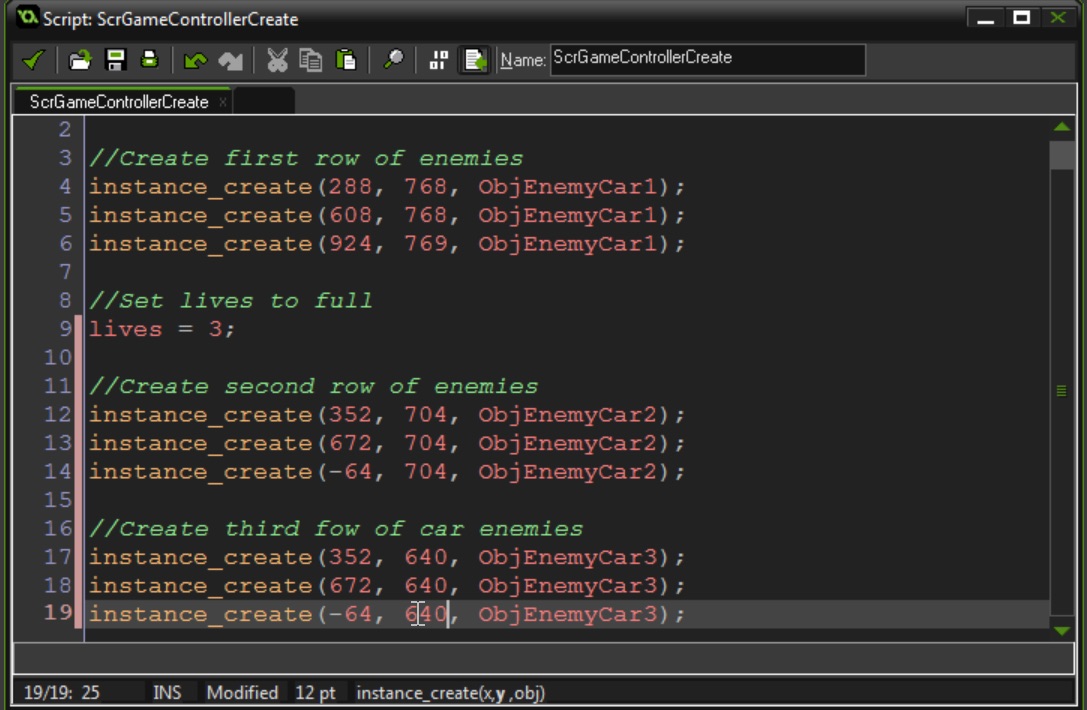 Script: ScrGameControllerCreate
Name: ScrGameControllerCreate
ScrGameControllerCreate ×
2
3 //Create first row of enemies
4 instance_create(288, 768, ObjEnemyCar1);
5 instance_create(608, 768, ObjEnemyCar1);
6 instance_create(924, 769, ObjEnemyCar1);
7
8 //Set lives to full
9 lives = 3;
10
11 //Create second row of enemies
12 instance_create(352, 704, ObjEnemyCar2);
13 instance_create(672, 704, ObjEnemyCar2);
14 instance_create(-64, 704, ObjEnemyCar2);
15
16 //Create third fow of car enemies
17 instance_create(352, 640, ObjEnemyCar3);
18 instance_create(672, 640, ObjEnemyCar3);
19 instance_create(-64, 640, ObjEnemyCar3);
19/19: 25 INS Modified 12 pt instance_create(x,y ,obj)